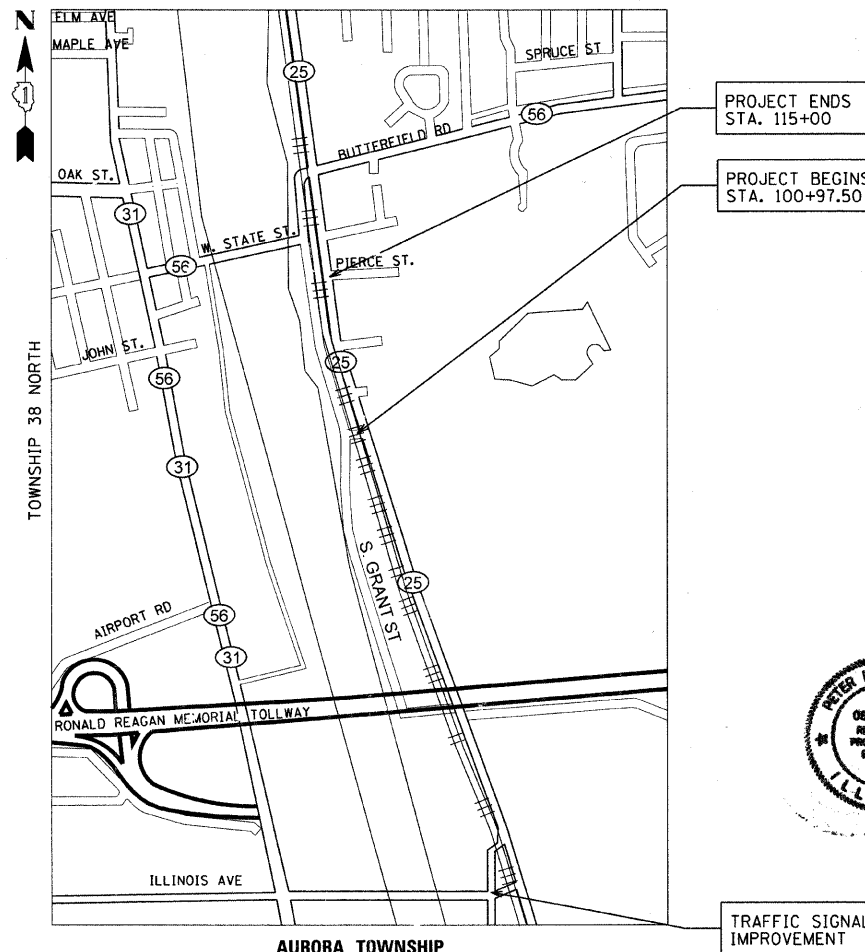 N
ELM AVE
MAPLE AVE
25
SPRUCE ST
PROJECT ENDS
STA. 115+00
56
BUTTERFIELD RD
OAK ST.
PROJECT BEGINS
STA. 100+97.50
31
W. STATE ST.
56
PIERCE ST.
JOHN ST.
25
56
TOWNSHIP 38 NORTH
31
S. GRANT ST
25
AIRPORT RD
56
31
RONALD REAGAN MEMORIAL TOLLWAY
PETER
ILLINOIS AVE
TRAFFIC SIGNAL
IMPROVEMENT
AURORA TOWNSHIP